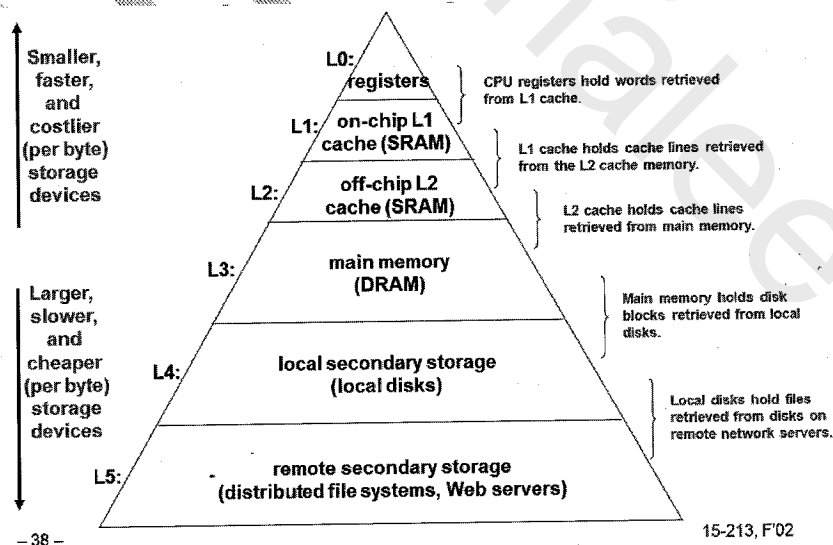 Smaller,
faster,
and
costlier
(per byte)
storage
devices
Larger,
slower,
and
cheaper
(per byte)
storage
devices
L0:
registers
L1:
on-chip L1
cache (SRAM)
L2:
off-chip L2
cache (SRAM)
L3:
main memory
(DRAM)
L4:
local secondary storage
(local disks)
L5:
remote secondary storage
(distributed file systems, Web servers)
CPU registers hold words retrieved
from L1 cache.
L1 cache holds cache lines retrieved
from the L2 cache memory.
L2 cache holds cache lines
retrieved from main memory.
Main memory holds disk
blocks retrieved from local
disks.
Local disks hold files
retrieved from disks on
remote network servers.
– 38 –
15-213, F'02